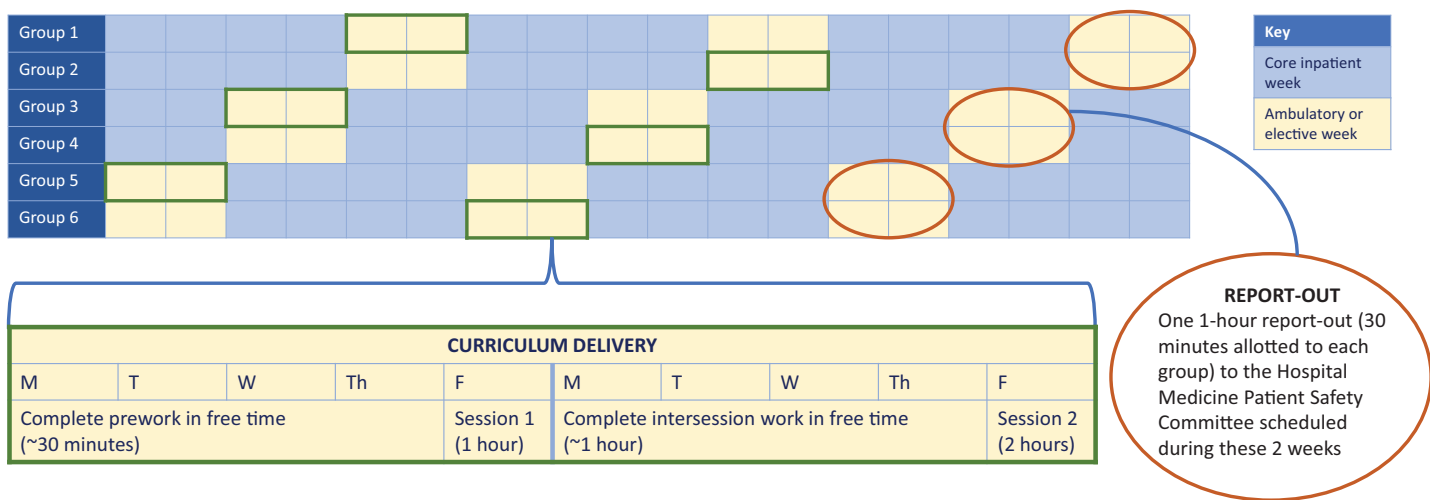 Group 1
Group 2
Group 3
Group 4
Group 5
Group 6
Key
Core inpatient
week
Ambulatory or
elective week
CURRICULUM DELIVERY
M T W Th F M T W Th F
Complete prework in free time
(~30 minutes)
Session 1
(1 hour)
Complete intersession work in free time
(~1 hour)
Session 2
(2 hours)
REPORT-OUT
One 1-hour report-out (30
minutes allotted to each
group) to the Hospital
Medicine Patient Safety
Committee scheduled
during these 2 weeks